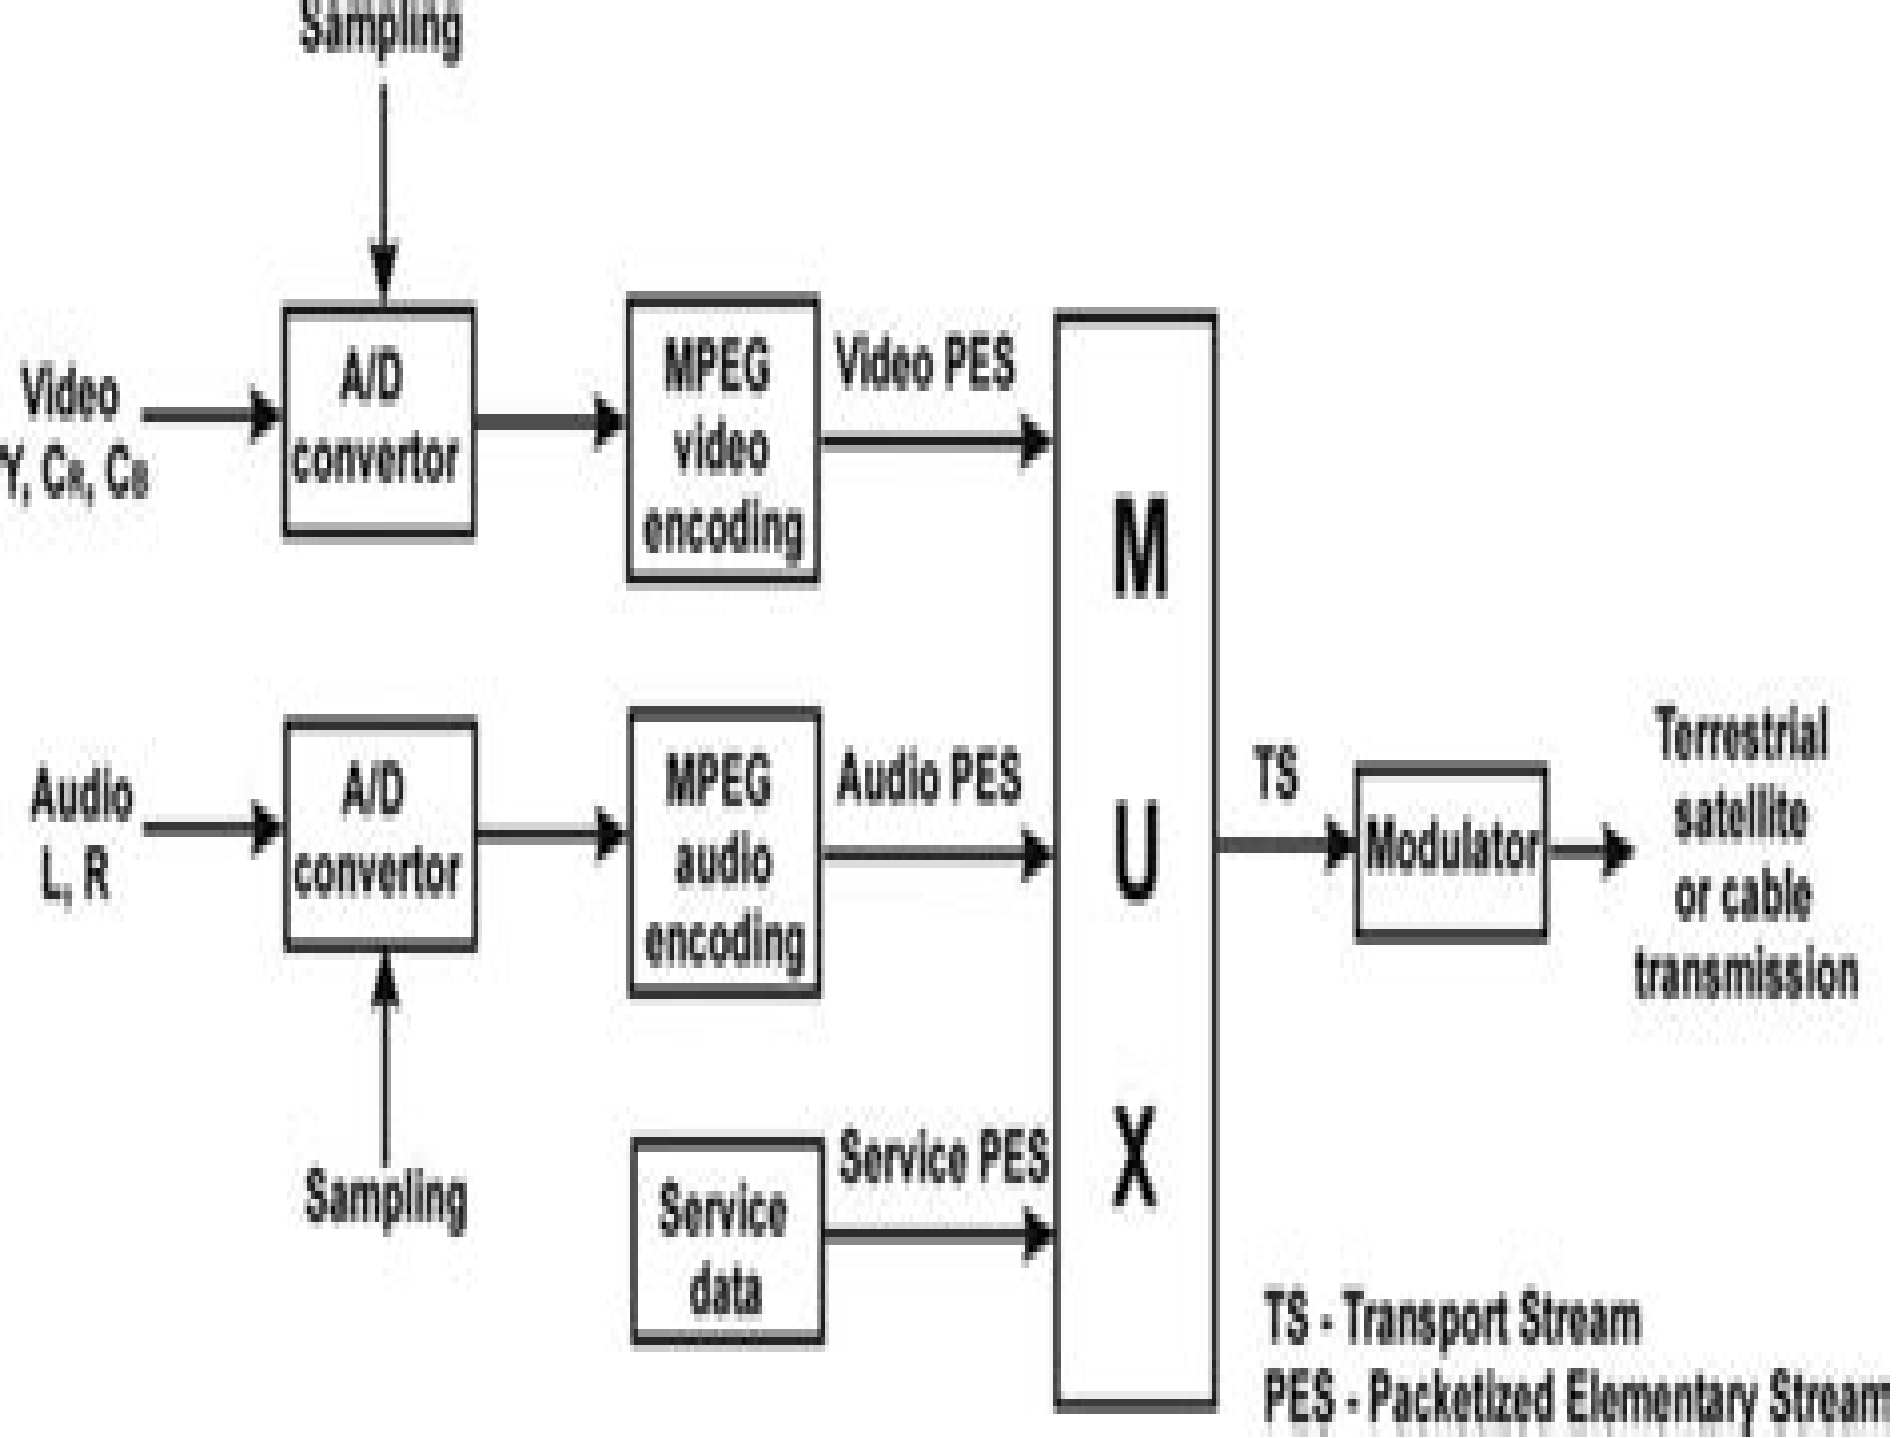 Sampling
Video
Y, CR, CB
A/D
convertor
MPEG
video
encoding
Video PES
Audio
L, R
A/D
convertor
MPEG
audio
encoding
Audio PES
Sampling
Service
data
Service PES
M
U
X
TS
Modulator
Terrestrial
satellite
or cable
transmission
TS - Transport Stream
PES - Packetized Elementary Stream